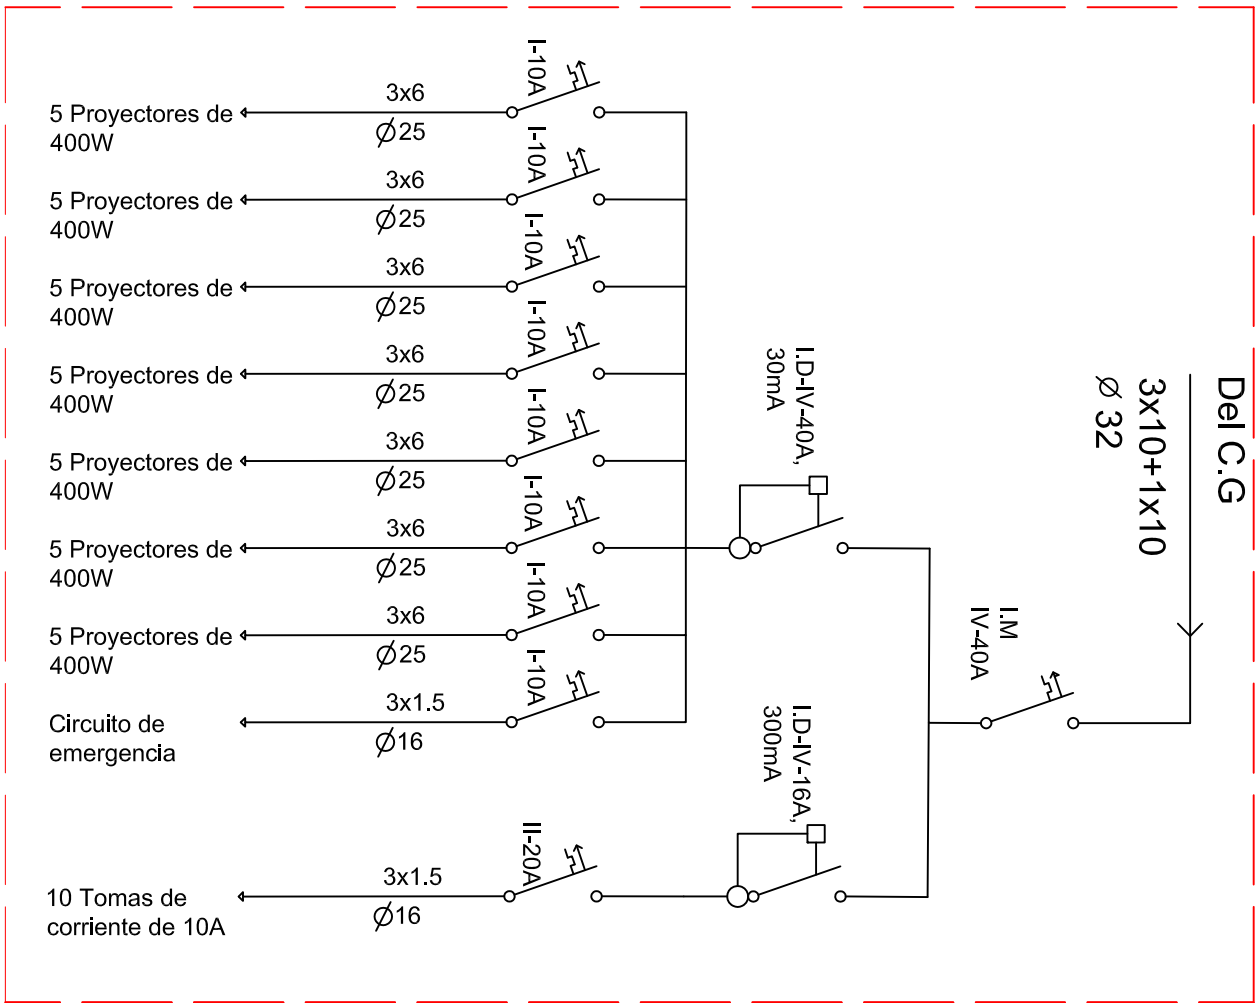 I-10A
3x6
5 Proyectores de
400W
Ø25
I-10A
3x6
5 Proyectores de
400W
Ø25
I-10A
3x6
5 Proyectores de
400W
Ø25
I-10A
3x6
5 Proyectores de
400W
Ø25
I-10A
3x6
5 Proyectores de
400W
Ø25
I-10A
3x6
5 Proyectores de
400W
Ø25
I-10A
3x6
5 Proyectores de
400W
Ø25
I-10A
3x1.5
Circuito de
emergencia
Ø16
II-20A
3x1.5
10 Tomas de
corriente de 10A
Ø16
I.D-IV-40A,
30mA
I.D-IV-16A,
300mA
I.M
IV-40A
Del C.G
3x10+1x10
Ø 32